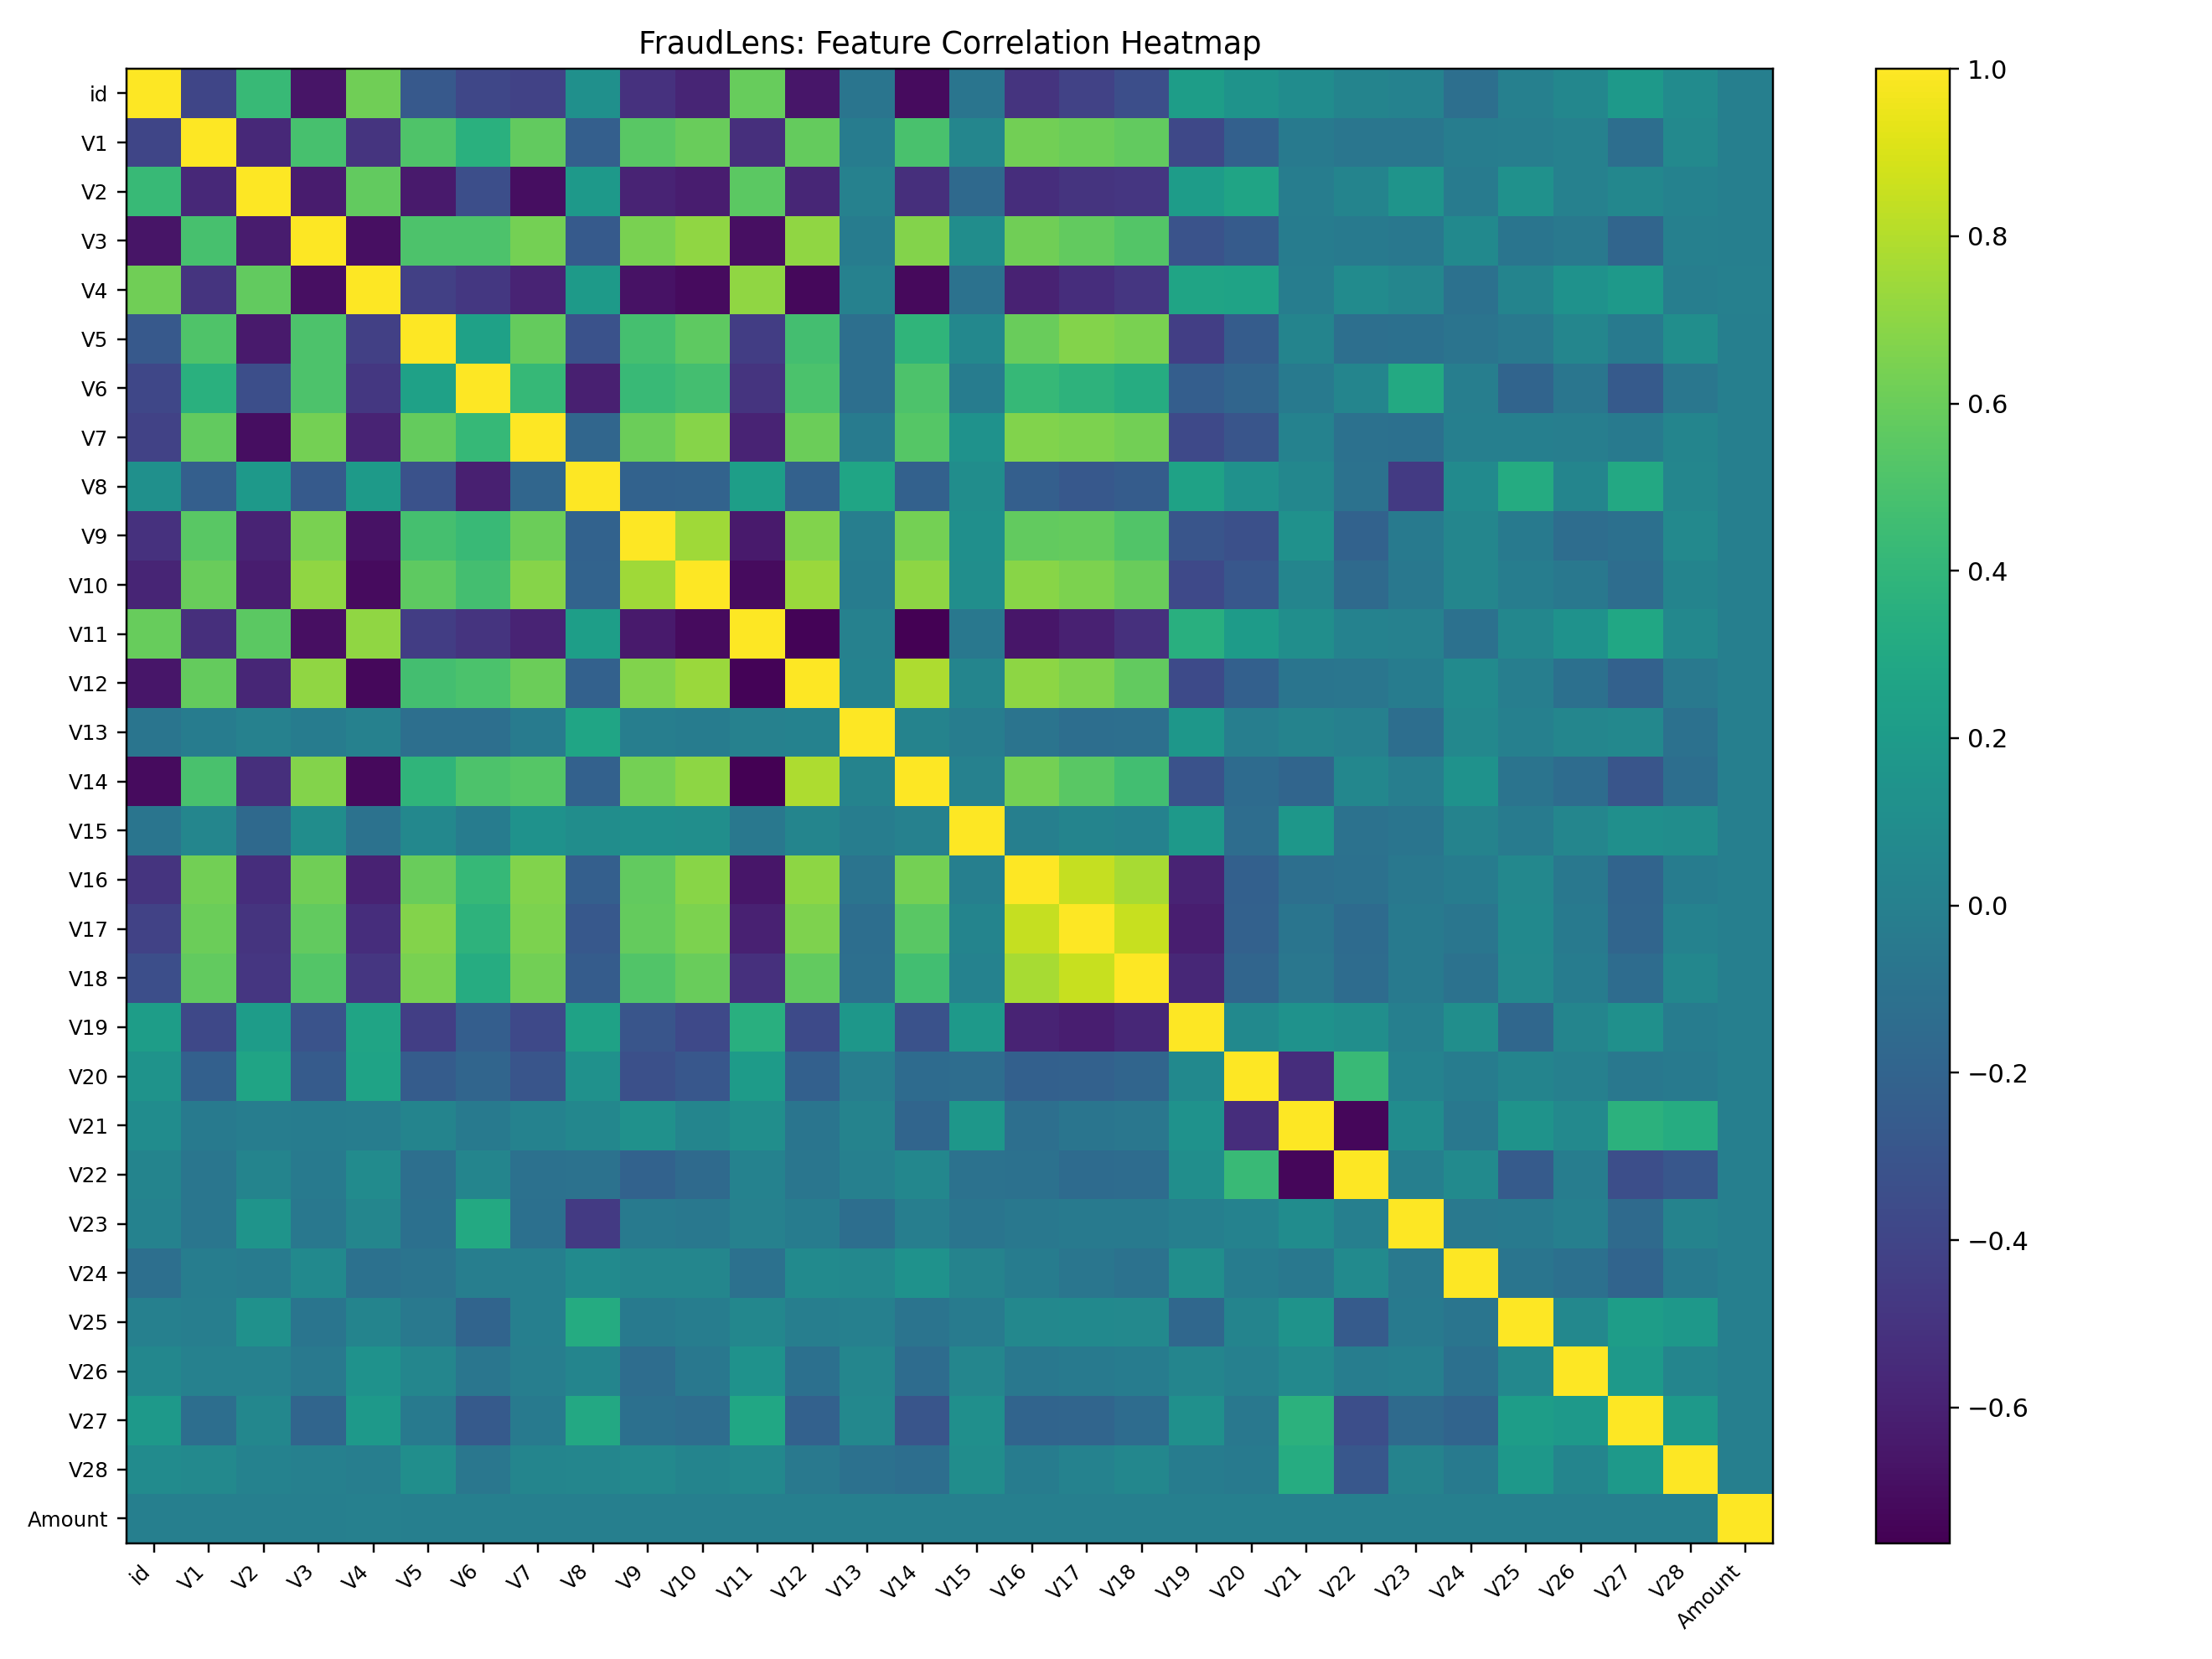 FraudLens: Feature Correlation Heatmap
id
V1
V2
V3
V4
V5
V6
V7
V8
V9
V10
V11
V12
V13
V14
V15
V16
V17
V18
V19
V20
V21
V22
V23
V24
V25
V26
V27
V28
Amount
id V1 V2 V3 V4 V5 V6 V7 V8 V9 V10 V11 V12 V13 V14 V15 V16 V17 V18 V19 V20 V21 V22 V23 V24 V25 V26 V27 V28 Amount
1.0
0.8
0.6
0.4
0.2
0.0
−0.2
−0.4
−0.6